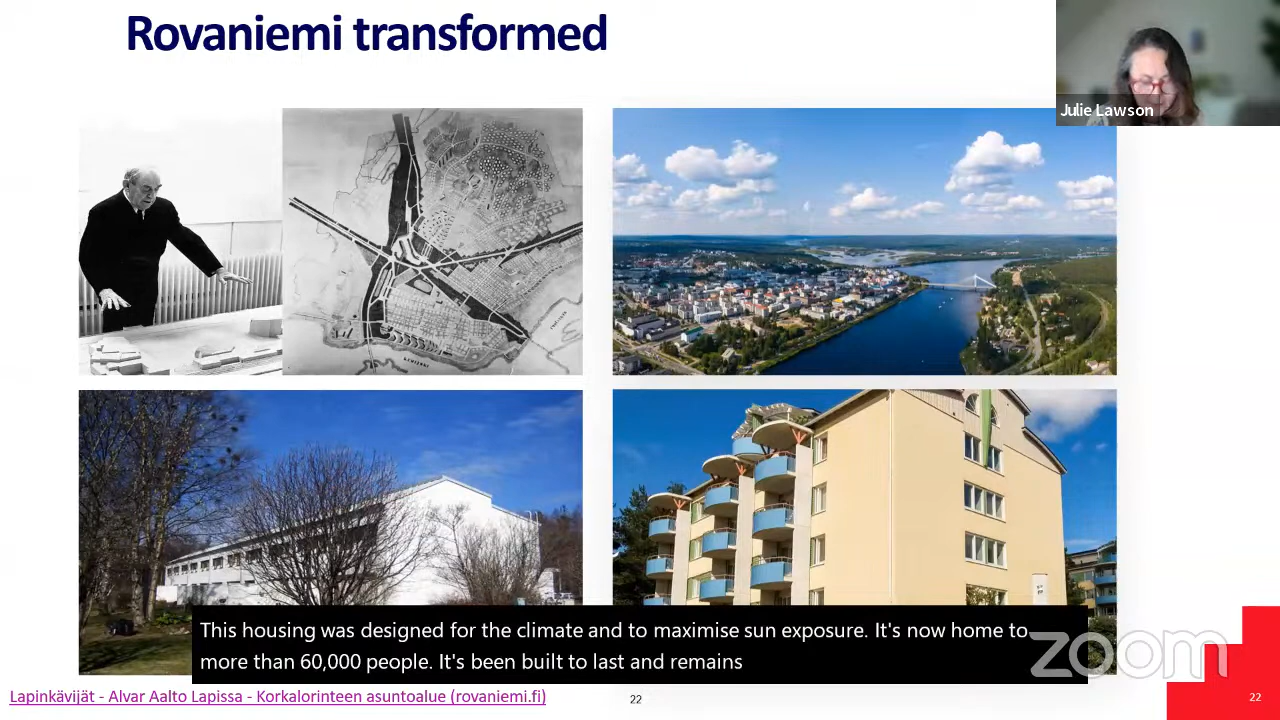 Rovaniemi transformed
Julie Lawson
This housing was designed for the climate and to maximise sun exposure. It's now home to
more than 60,000 people. It's been built to last and remains
zoom
Lapinkävijät - Alvar Aalto Lapissa - Korkalorinteen asuntoalue (rovaniemi.fi)
22
22